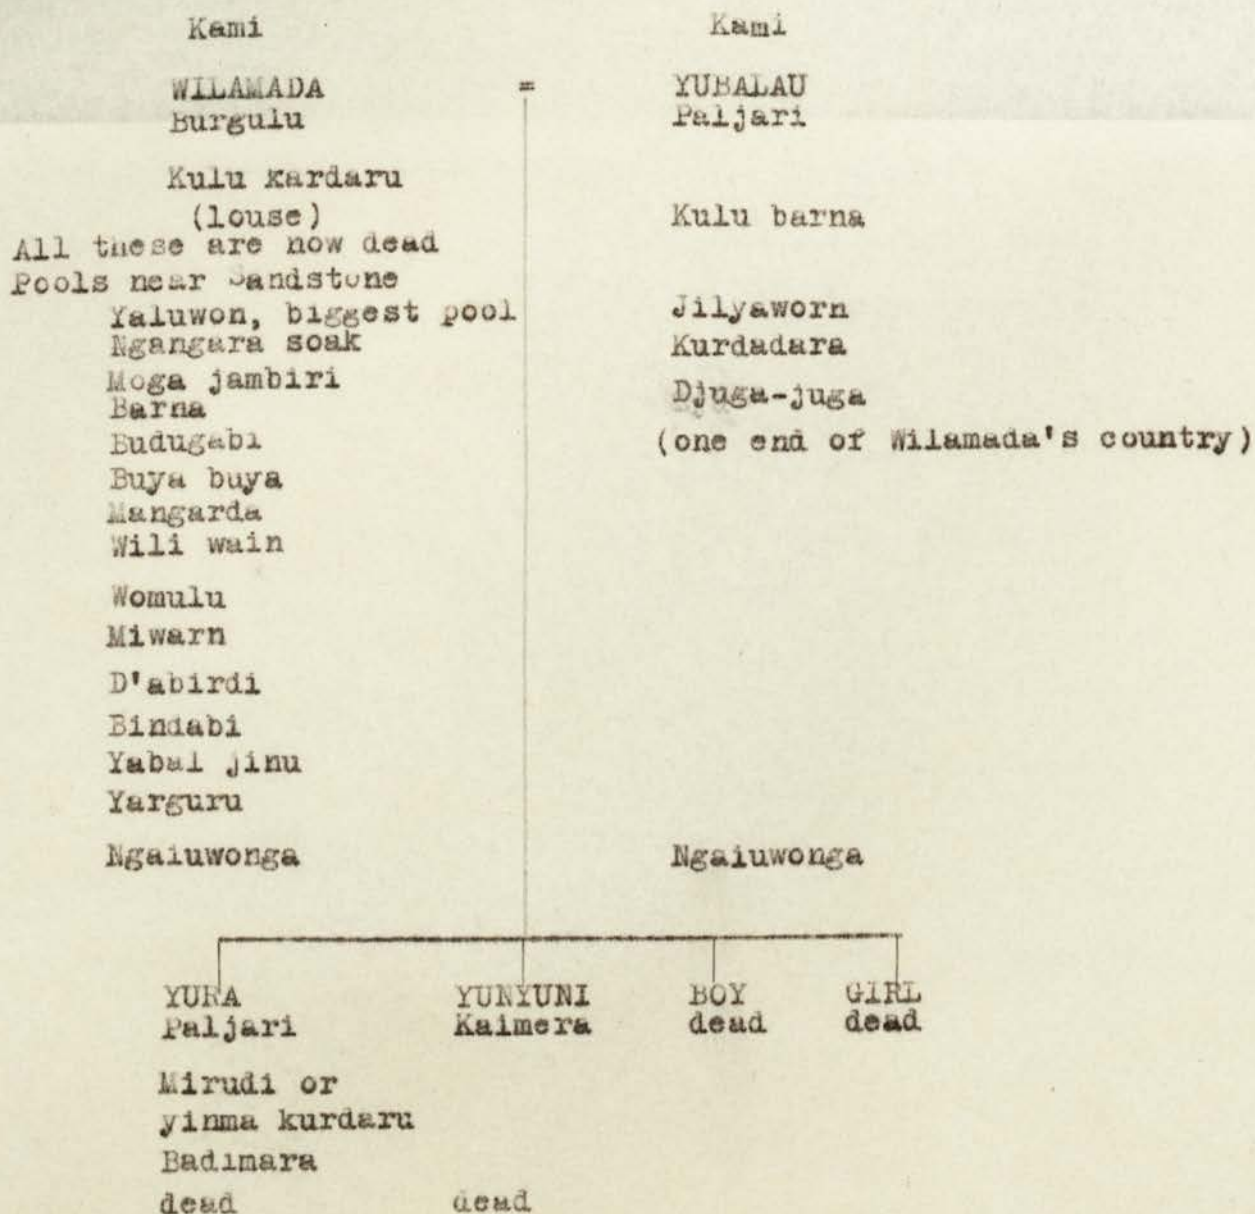 Kami Kami
WILAMADA = YUBALAU
Burgulu Paljari
Kulu kardaru
(louse) Kulu barna
All these are now dead
Pools near Sandstone
Yaluwon, biggest pool Jilyaworn
Ngangara soak Kurdadara
Moga jambiri Djuga-juga
Barna
Budugabi (one end of Wilamada's country)
Buya buya
Mangarda
Wili wain
Womulu
Miwarn
D'abirdi
Bindabi
Yabal jinu
Yarguru
Ngaiuwonga Ngaiuwonga
YURA YUNYUNI BOY GIRL
Paljari Kaimera dead dead
Mirudi or
yinma kurdaru
Badimara
dead dead